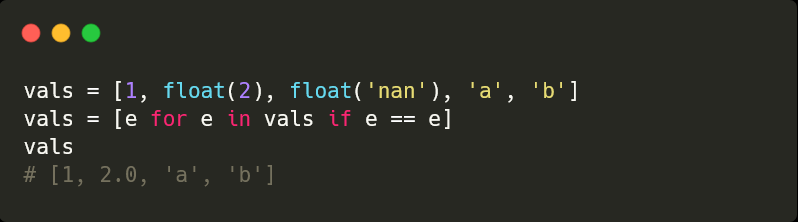 vals = [1, float(2), float('nan'), 'a', 'b']
vals = [e for e in vals if e == e]
vals
# [1, 2.0, 'a', 'b']